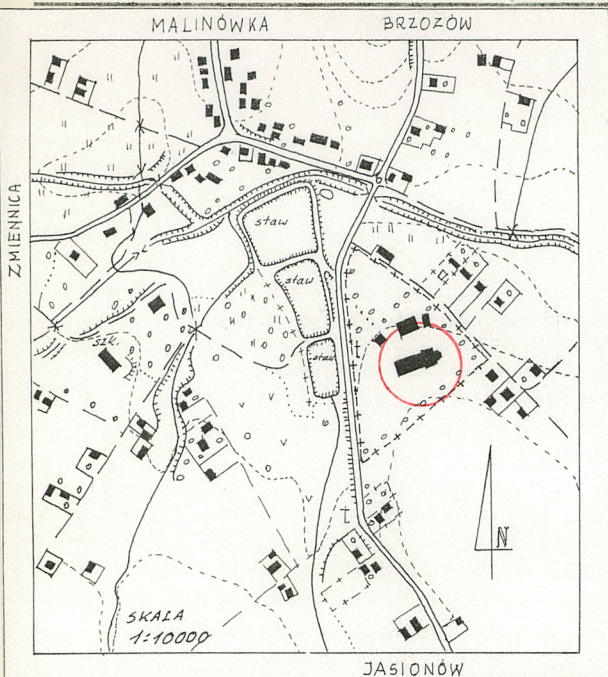 MALINÓWKA
BRZOZÓW
ZMIENNICA
staw
staw
staw
szk.
N
SKALA
1:10000
JASIONÓW